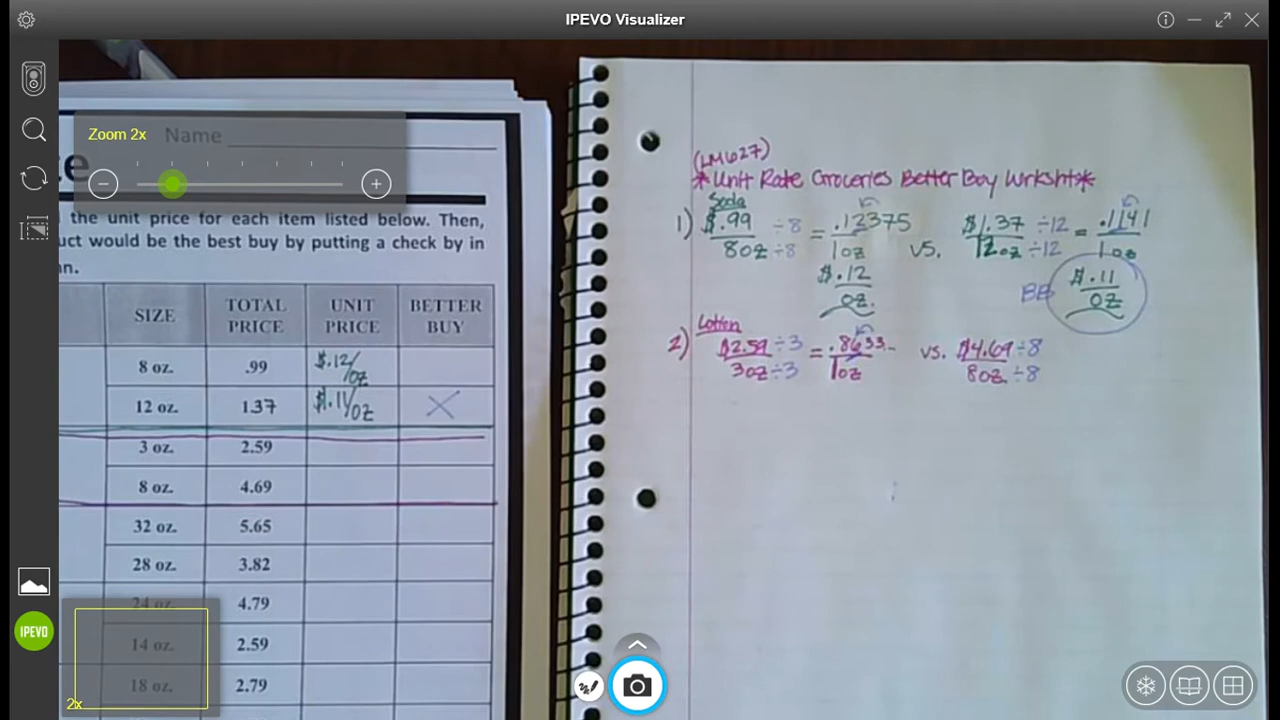 IPEVO Visualizer
Zoom 2x
Name
e
the unit price for each item listed below. Then,
uct would be the best buy by putting a check by in
n.
SIZE TOTAL PRICE UNIT PRICE BETTER BUY
8 oz. .99 $.12/oz
12 oz. 1.37 $.11/oz X
3 oz. 2.59
8 oz. 4.69
32 oz. 5.65
28 oz. 3.82
24 oz. 4.79
14 oz. 2.59
18 oz. 2.79
2x
IPEVO
(LM627)
*Unit Rate Groceries Better Buy Wrksht*
Soda
1) $.99 ÷8 = .12375 vs. $1.37 ÷12 = .1141
8oz ÷8 1oz 12oz ÷12 1oz
$.12 BB $.11
oz. oz
Lotion
2) $2.59 ÷3 = .8633.. vs. $4.69 ÷8
3oz ÷3 1oz 8oz. ÷8